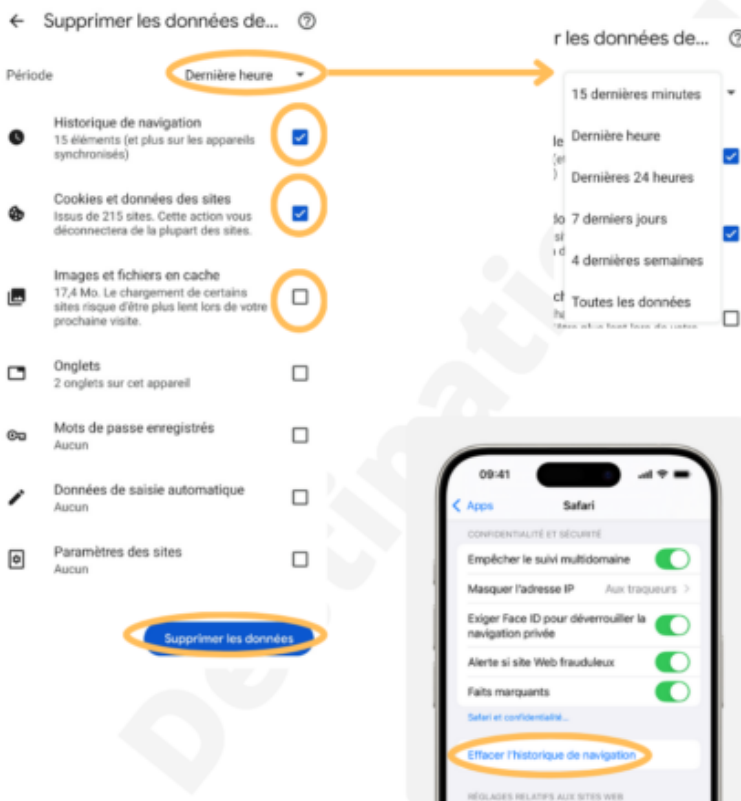 Supprimer les données de...
Période
Dernière heure
Historique de navigation
15 éléments (et plus sur les appareils
synchronisés)
Cookies et données des sites
Issus de 215 sites. Cette action vous
déconnectera de la plupart des sites.
Images et fichiers en cache
17,4 Mo. Le chargement de certains
sites risque d'être plus lent lors de votre
prochaine visite.
Onglets
2 onglets sur cet appareil
Mots de passe enregistrés
Aucun
Données de saisie automatique
Aucun
Paramètres des sites
Aucun
Supprimer les données
r les données de...
15 dernières minutes
Dernière heure
Dernières 24 heures
7 derniers jours
4 dernières semaines
Toutes les données
09:41
Apps
Safari
CONFIDENTIALITÉ ET SÉCURITÉ
Empêcher le suivi multidomaine
Masquer l'adresse IP Aux traqueurs
Exiger Face ID pour déverrouiller la
navigation privée
Alerte si site Web frauduleux
Faits marquants
Safari et confidentialité...
Effacer l'historique de navigation
RÉGLAGES RELATIFS AUX SITES WEB